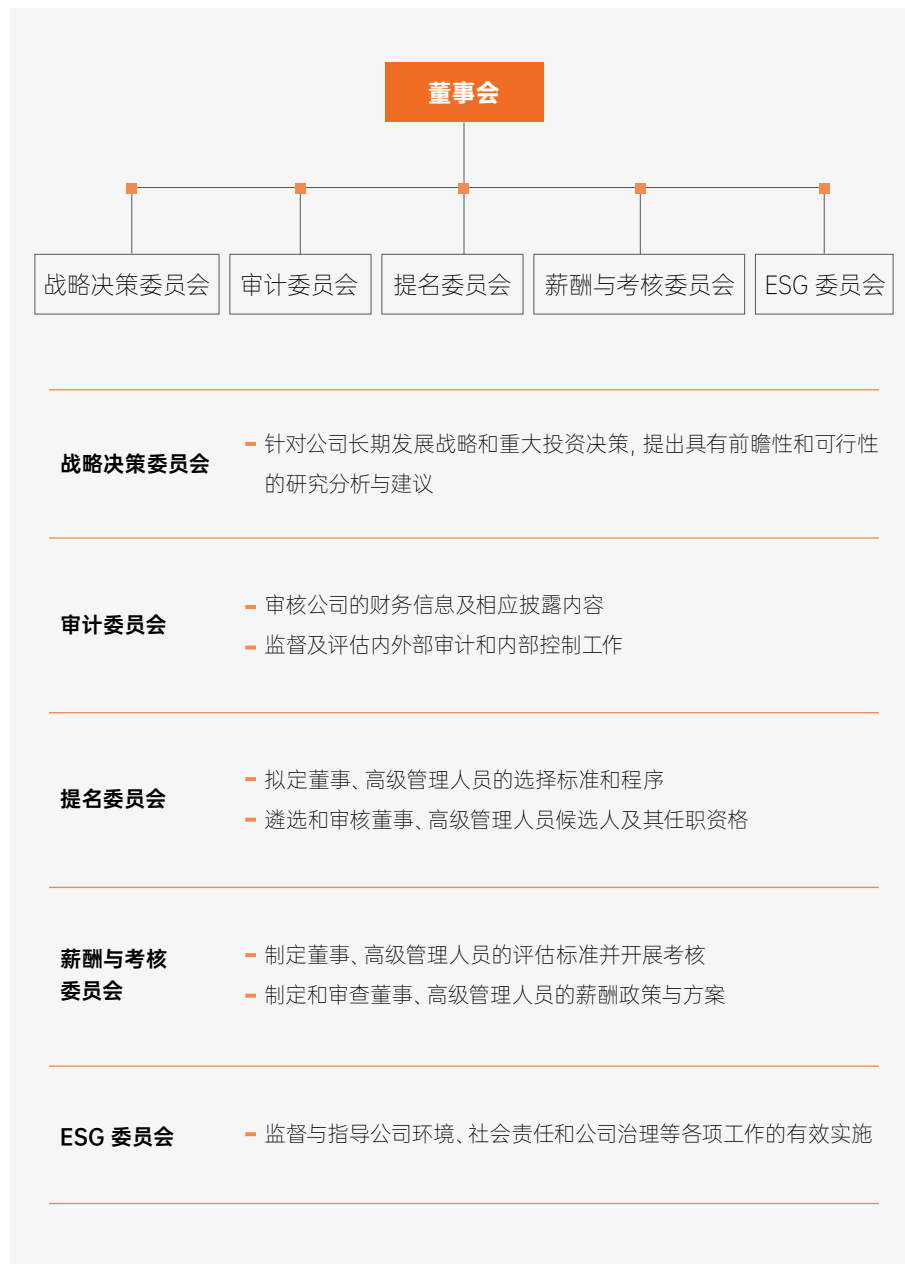 董事会
战略决策委员会
审计委员会
提名委员会
薪酬与考核委员会
ESG 委员会
战略决策委员会
针对公司长期发展战略和重大投资决策, 提出具有前瞻性和可行性
的研究分析与建议
审计委员会
审核公司的财务信息及相应披露内容
监督及评估内外部审计和内部控制工作
提名委员会
拟定董事、高级管理人员的选择标准和程序
遴选和审核董事、高级管理人员候选人及其任职资格
薪酬与考核
委员会
制定董事、高级管理人员的评估标准并开展考核
制定和审查董事、高级管理人员的薪酬政策与方案
ESG 委员会
监督与指导公司环境、社会责任和公司治理等各项工作的有效实施